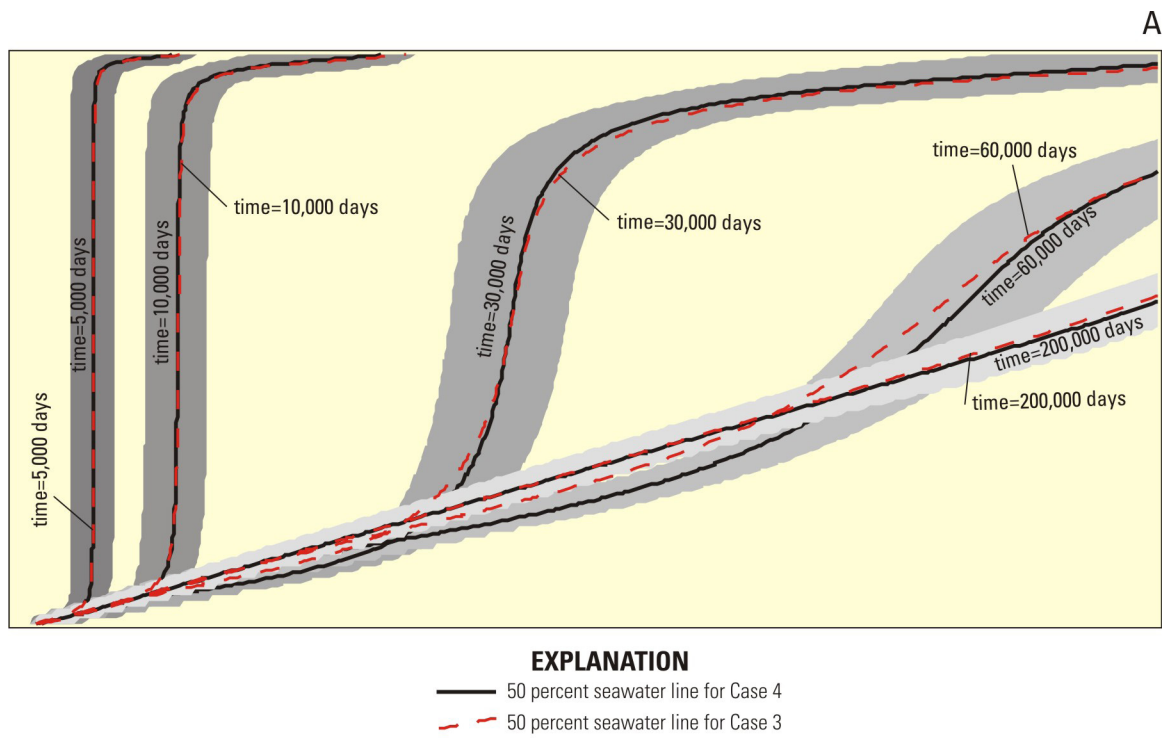 A
time=60,000 days
time=10,000 days
time=30,000 days
time=5,000 days
time=10,000 days
time=30,000 days
time=60,000 days
time=200,000 days
time=200,000 days
time=5,000 days
EXPLANATION
50 percent seawater line for Case 4
50 percent seawater line for Case 3